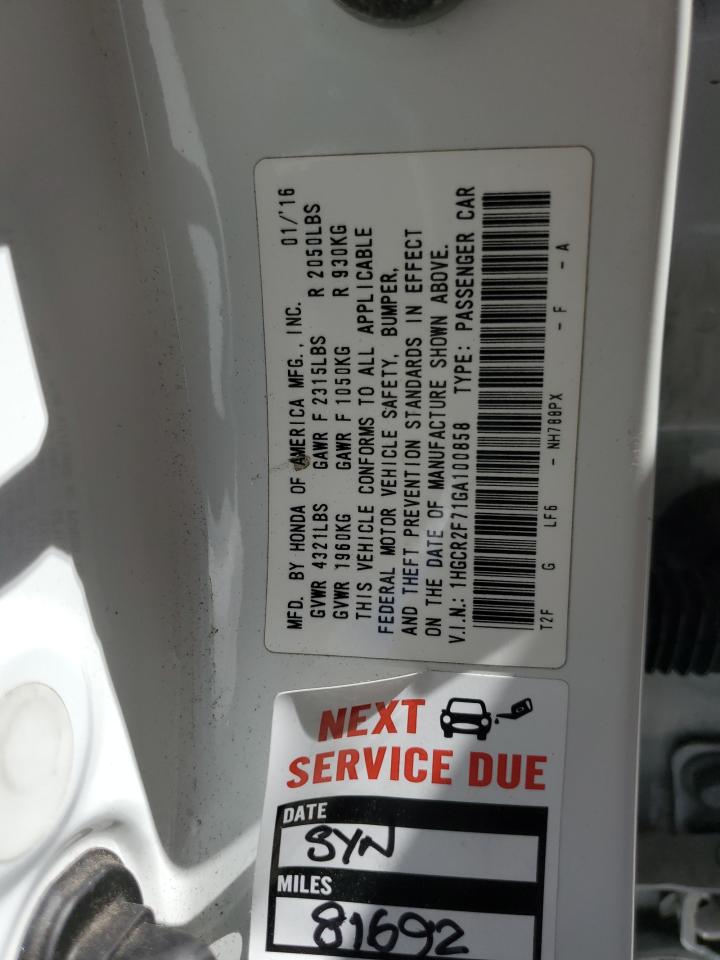 MFD. BY HONDA OF AMERICA MFG., INC. 01/'16
GVWR 4321LBS GAWR F 2315LBS R 2050LBS
GVWR 1960KG GAWR F 1050KG R 930KG
THIS VEHICLE CONFORMS TO ALL APPLICABLE
FEDERAL MOTOR VEHICLE SAFETY, BUMPER,
AND THEFT PREVENTION STANDARDS IN EFFECT
ON THE DATE OF MANUFACTURE SHOWN ABOVE.
V.I.N.: 1HGCR2F71GA100858 TYPE: PASSENGER CAR
T2F G LF6 - NH788PX - F - A
NEXT
SERVICE DUE
DATE
SYN
MILES
81692